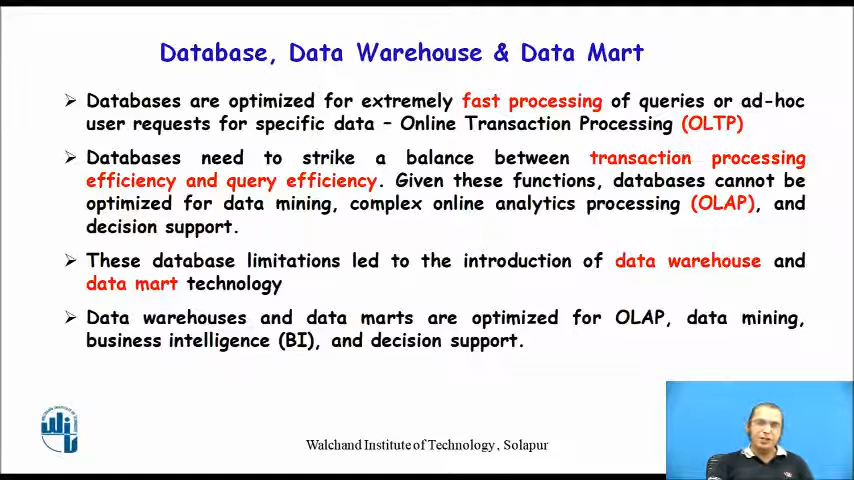 Database, Data Warehouse & Data Mart
➢ Databases are optimized for extremely fast processing of queries or ad-hoc
user requests for specific data – Online Transaction Processing (OLTP)
➢ Databases need to strike a balance between transaction processing
efficiency and query efficiency. Given these functions, databases cannot be
optimized for data mining, complex online analytics processing (OLAP), and
decision support.
➢ These database limitations led to the introduction of data warehouse and
data mart technology
➢ Data warehouses and data marts are optimized for OLAP, data mining,
business intelligence (BI), and decision support.
Walchand Institute of Technology, Solapur